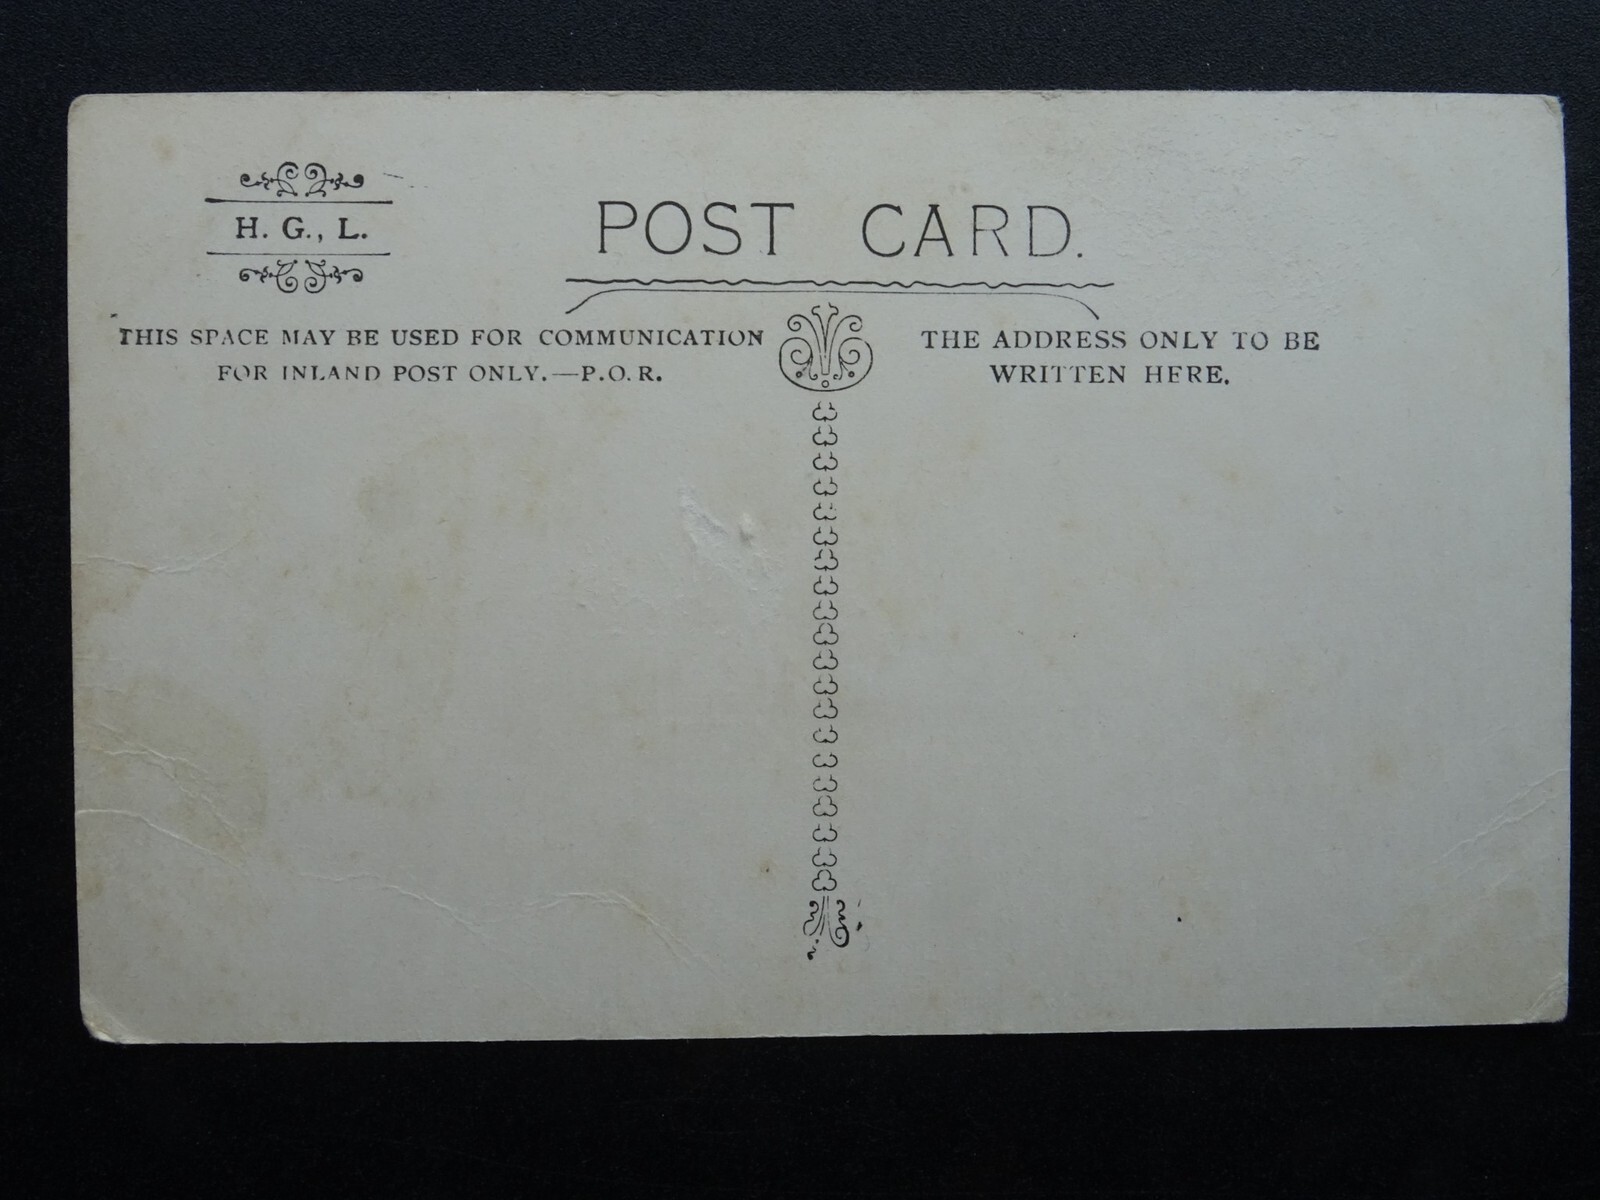 H. G., L.
POST CARD.
THIS SPACE MAY BE USED FOR COMMUNICATION
FOR INLAND POST ONLY.—P.O.R.
THE ADDRESS ONLY TO BE
WRITTEN HERE.